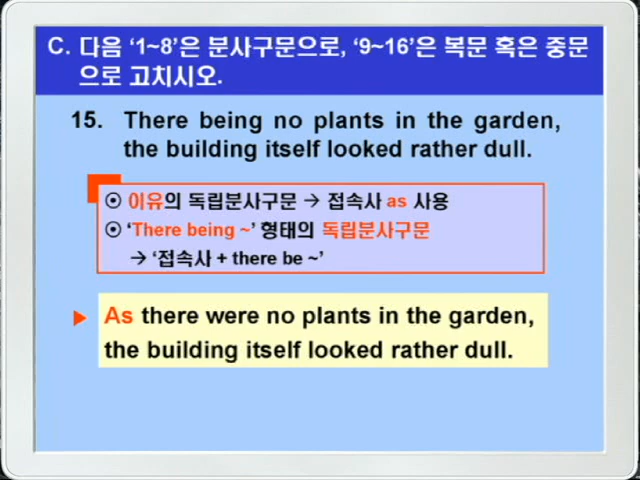 C. 다음 ‘1~8’은 분사구문으로, ‘9~16’은 복문 혹은 중문
으로 고치시오.
15. There being no plants in the garden,
the building itself looked rather dull.
⊙ 이유의 독립분사구문 → 접속사 as 사용
⊙ ‘There being ~’ 형태의 독립분사구문
→ ‘접속사 + there be ~’
▶ As there were no plants in the garden,
the building itself looked rather dull.